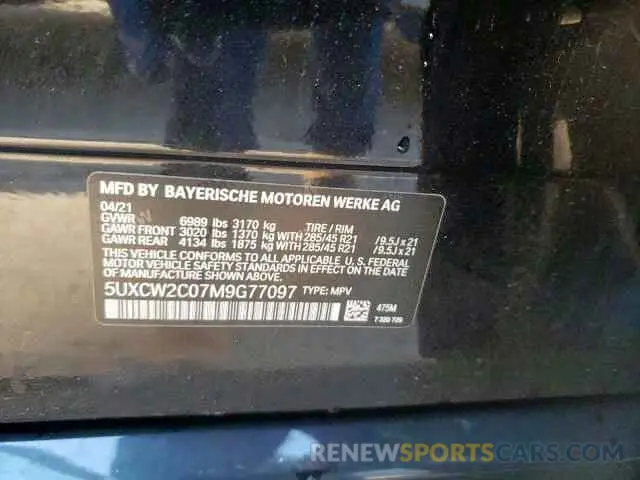 MFD BY BAYERISCHE MOTOREN WERKE AG
04/21
GVWR 6989 lbs 3170 kg TIRE / RIM
GAWR FRONT 3020 lbs 1370 kg WITH 285/45 R21 / 9.5J x 21
GAWR REAR 4134 lbs 1875 kg WITH 285/45 R21 / 9.5J x 21
THIS VEHICLE CONFORMS TO ALL APPLICABLE U.S. FEDERAL
MOTOR VEHICLE SAFETY STANDARDS IN EFFECT ON THE DATE
OF MANUFACTURE SHOWN ABOVE.
5UXCW2C07M9G77097 TYPE: MPV
475M
7 320 729
RENEWSPORTSCARS.COM